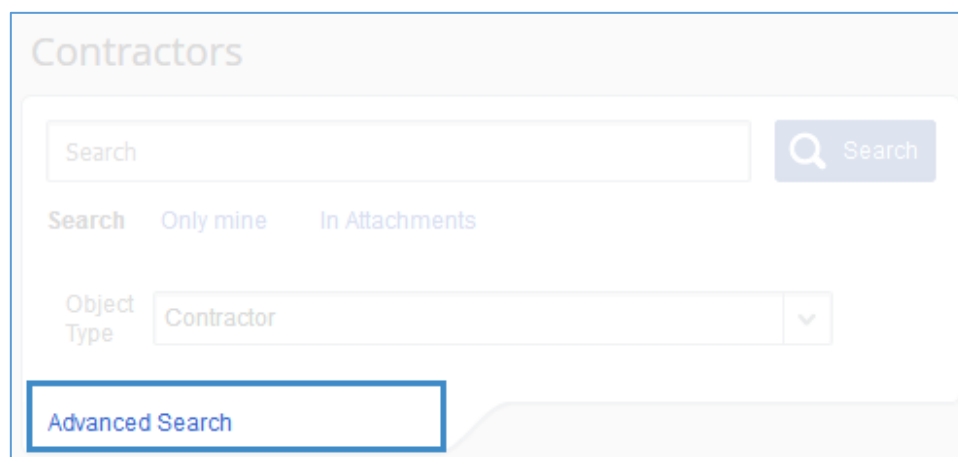 Contractors
Search
Search
Search Only mine In Attachments
Object
Type
Contractor
Advanced Search